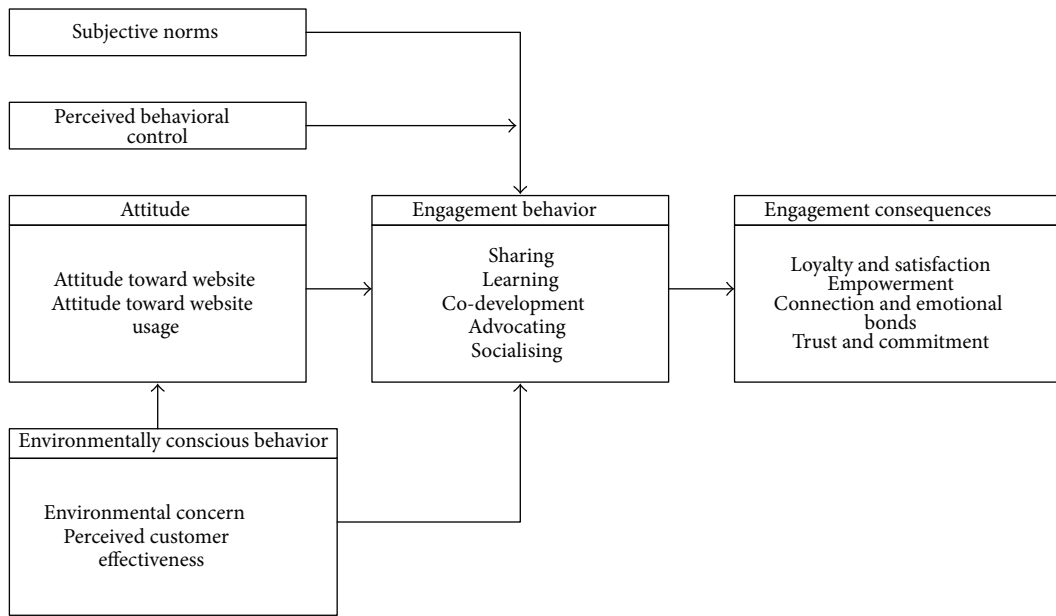 Subjective norms
Perceived behavioral
control
Attitude
Attitude toward website
Attitude toward website
usage
Engagement behavior
Sharing
Learning
Co-development
Advocating
Socialising
Engagement consequences
Loyalty and satisfaction
Empowerment
Connection and emotional
bonds
Trust and commitment
Environmentally conscious behavior
Environmental concern
Perceived customer
effectiveness